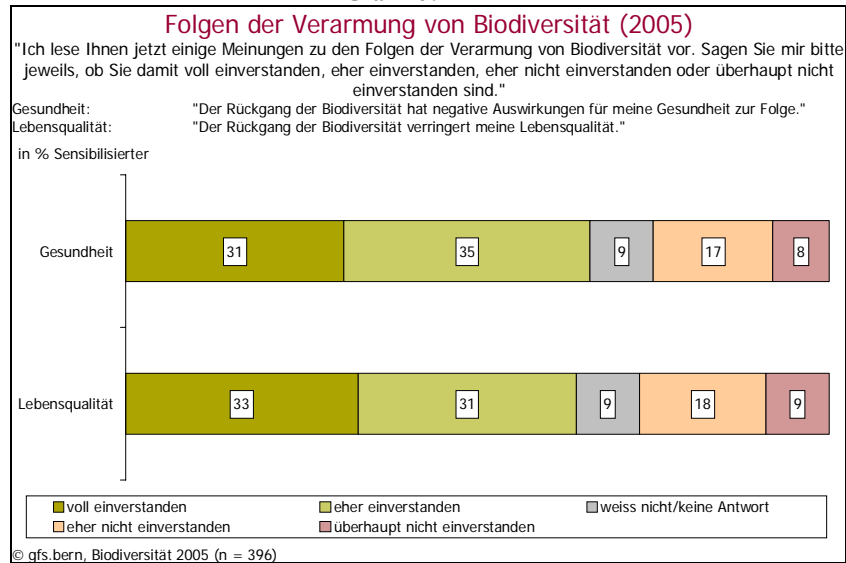 Folgen der Verarmung von Biodiversität (2005)
"Ich lese Ihnen jetzt einige Meinungen zu den Folgen der Verarmung von Biodiversität vor. Sagen Sie mir bitte
jeweils, ob Sie damit voll einverstanden, eher einverstanden, eher nicht einverstanden oder überhaupt nicht
einverstanden sind."
Gesundheit: "Der Rückgang der Biodiversität hat negative Auswirkungen für meine Gesundheit zur Folge."
Lebensqualität: "Der Rückgang der Biodiversität verringert meine Lebensqualität."
in % Sensibilisierter
Gesundheit 31 35 9 17 8
Lebensqualität 33 31 9 18 9
voll einverstanden eher einverstanden weiss nicht/keine Antwort
eher nicht einverstanden überhaupt nicht einverstanden
© gfs.bern, Biodiversität 2005 (n = 396)